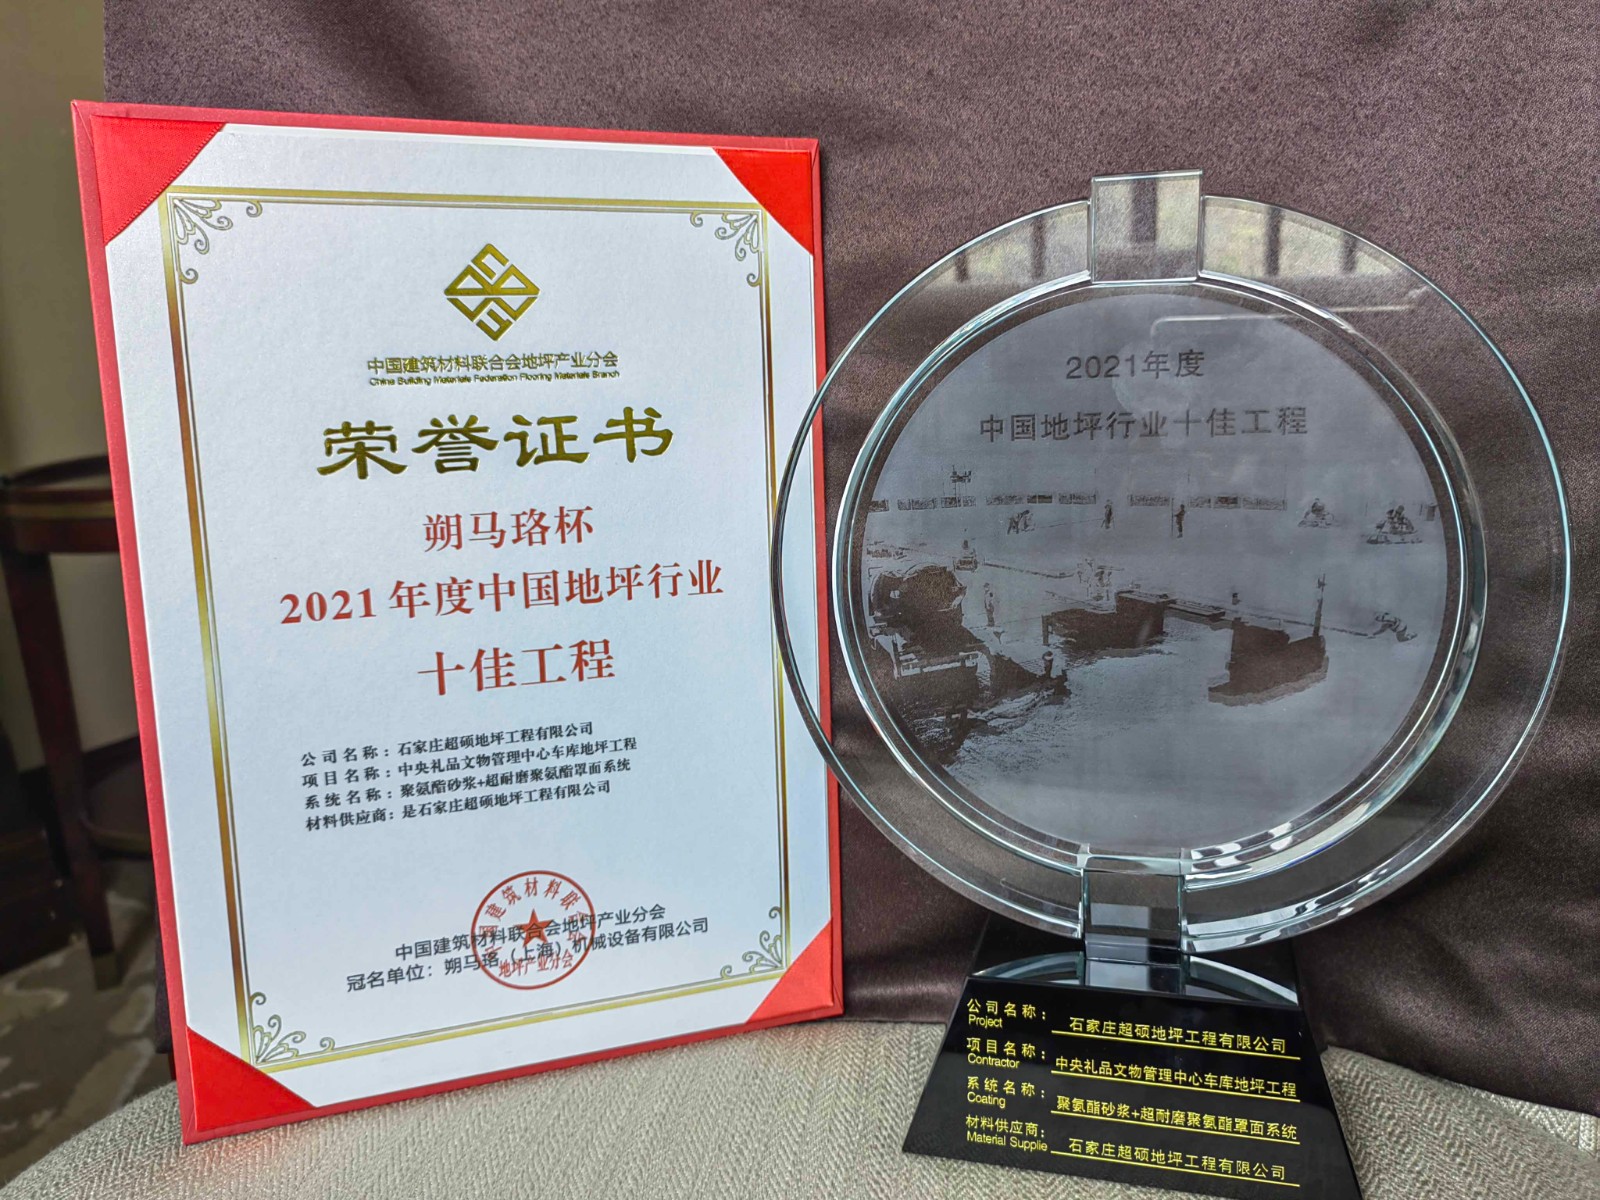 中国建筑材料联合会地坪产业分会
China Building Materials Federation Flooring Materials Branch
荣誉证书
朔马珞杯
2021年度中国地坪行业
十佳工程
公司名称：石家庄超硕地坪工程有限公司
项目名称：中央礼品文物管理中心车库地坪工程
系统名称：聚氨酯砂浆+超耐磨聚氨酯罩面系统
材料供应商：是石家庄超硕地坪工程有限公司
中国建筑材料联合会地坪产业分会
冠名单位：朔马珞（上海）机械设备有限公司
建筑材料联
地坪产业分会
2021年度
中国地坪行业十佳工程
公司名称：石家庄超硕地坪工程有限公司
Project
项目名称：中央礼品文物管理中心车库地坪工程
Contractor
系统名称：聚氨酯砂浆+超耐磨聚氨酯罩面系统
Coating
材料供应商：石家庄超硕地坪工程有限公司
Material Supplie